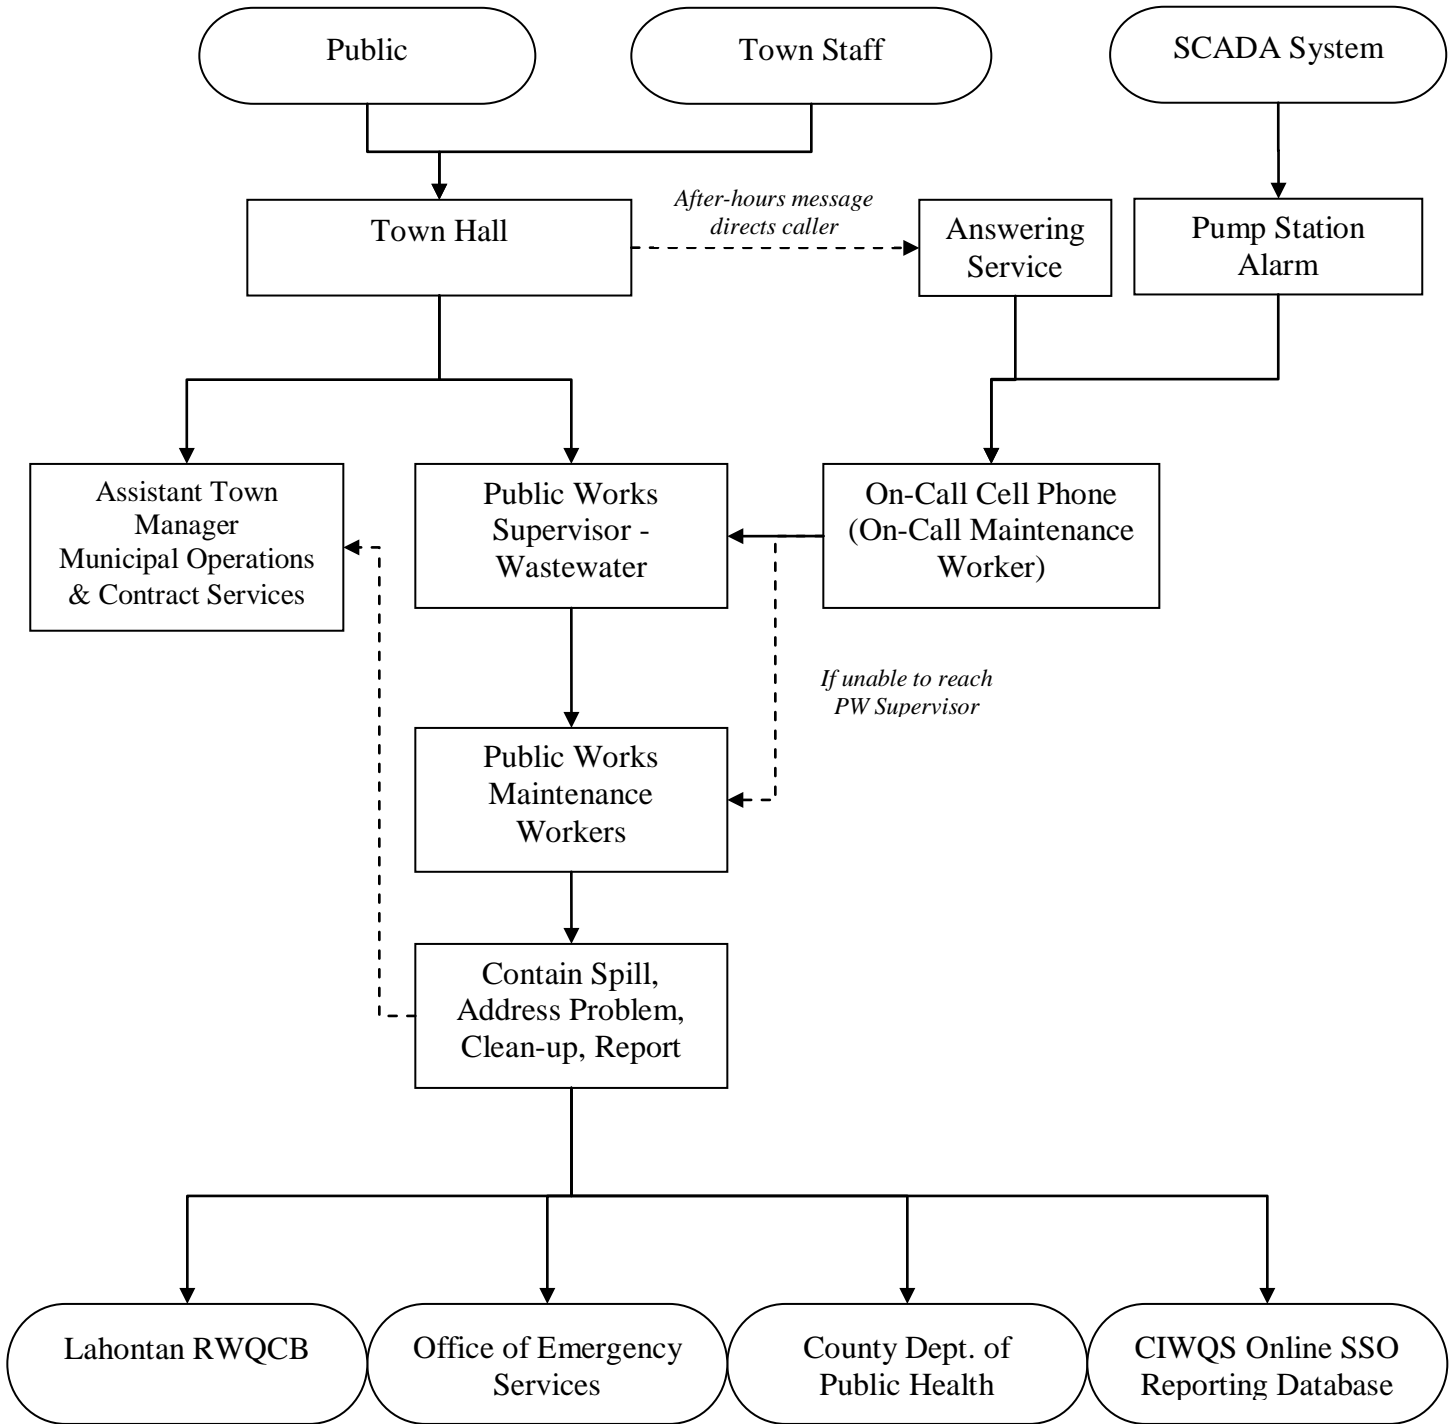 Public
Town Staff
SCADA System
Town Hall
After-hours message
directs caller
Answering
Service
Pump Station
Alarm
Assistant Town
Manager
Municipal Operations
& Contract Services
Public Works
Supervisor -
Wastewater
On-Call Cell Phone
(On-Call Maintenance
Worker)
If unable to reach
PW Supervisor
Public Works
Maintenance
Workers
Contain Spill,
Address Problem,
Clean-up, Report
Lahontan RWQCB
Office of Emergency
Services
County Dept. of
Public Health
CIWQS Online SSO
Reporting Database